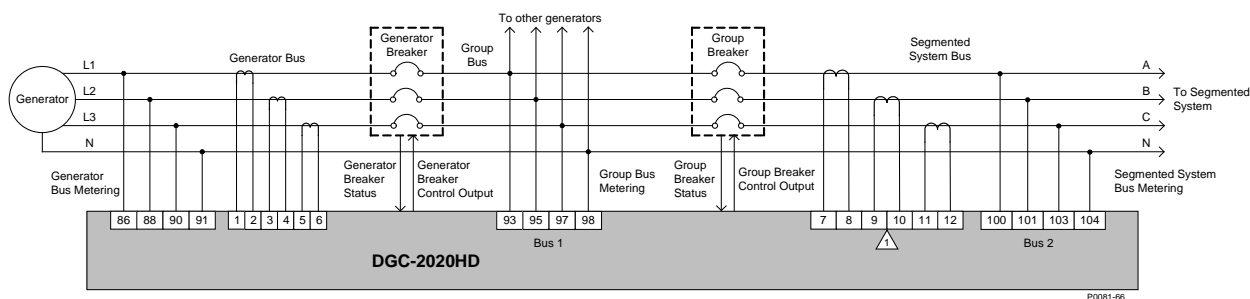 To other generators
Generator
Breaker
Group
Breaker
Generator Bus
Group
Bus
Segmented
System Bus
L1
A
L2
B
Generator
To Segmented
System
L3
C
N
N
Generator
Bus Metering
Generator
Breaker
Status
Generator
Breaker
Control Output
Group Bus
Metering
Group
Breaker
Status
Group Breaker
Control Output
Segmented System
Bus Metering
86 88 90 91 1 2 3 4 5 6 93 95 97 98 7 8 9 10 11 12 100 101 103 104
Bus 1
1
Bus 2
DGC-2020HD
P0081-66